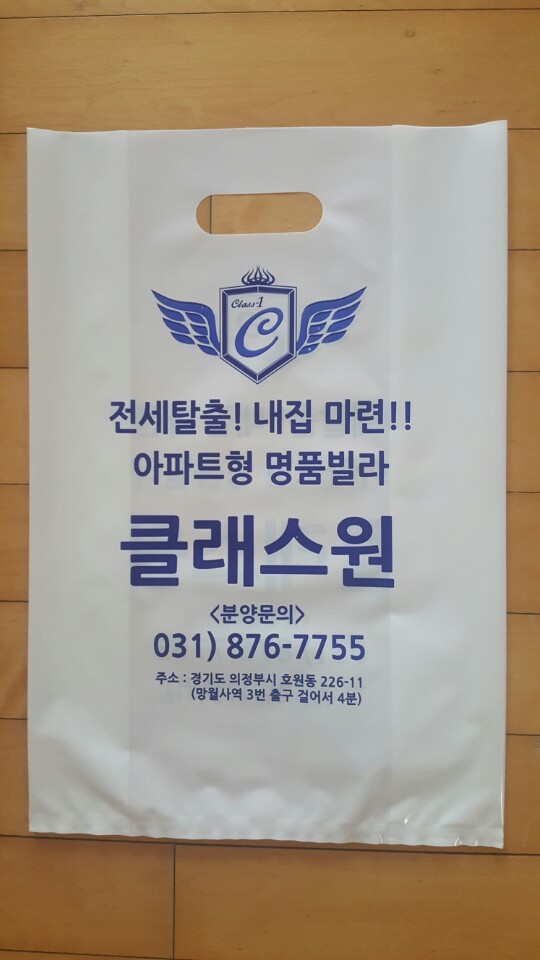 Class-1
C
전세탈출! 내집 마련!!
아파트형 명품빌라
클래스원
<분양문의>
031) 876-7755
주소 : 경기도 의정부시 호원동 226-11
(망월사역 3번 출구 걸어서 4분)